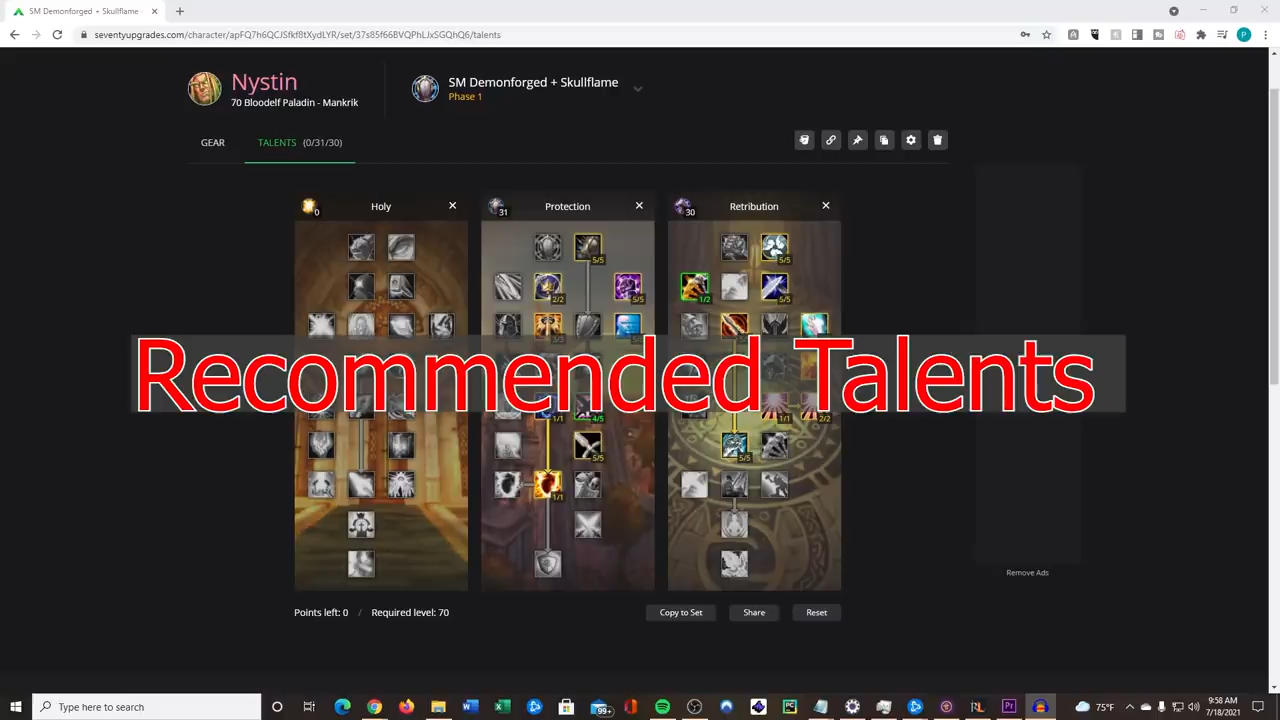 SM Demonforged + Skullflame
seventyupgrades.com/character/apFQ7h6QCJSfkf8tXydLYR/set/37s85f66BVQPhLJxSGQhQ6/talents
Nystin
70 Bloodelf Paladin - Mankrik
SM Demonforged + Skullflame
Phase 1
GEAR
TALENTS (0/31/30)
0 Holy
31 Protection
30 Retribution
5/5
5/5
2/2
5/5
1/2
5/5
3/3
Recommended Talents
1/1
4/5
1/1
2/2
5/5
5/5
1/1
Remove Ads
Points left: 0 / Required level: 70
Copy to Set
Share
Reset
Type here to search
99+
75°F
9:58 AM
7/18/2021